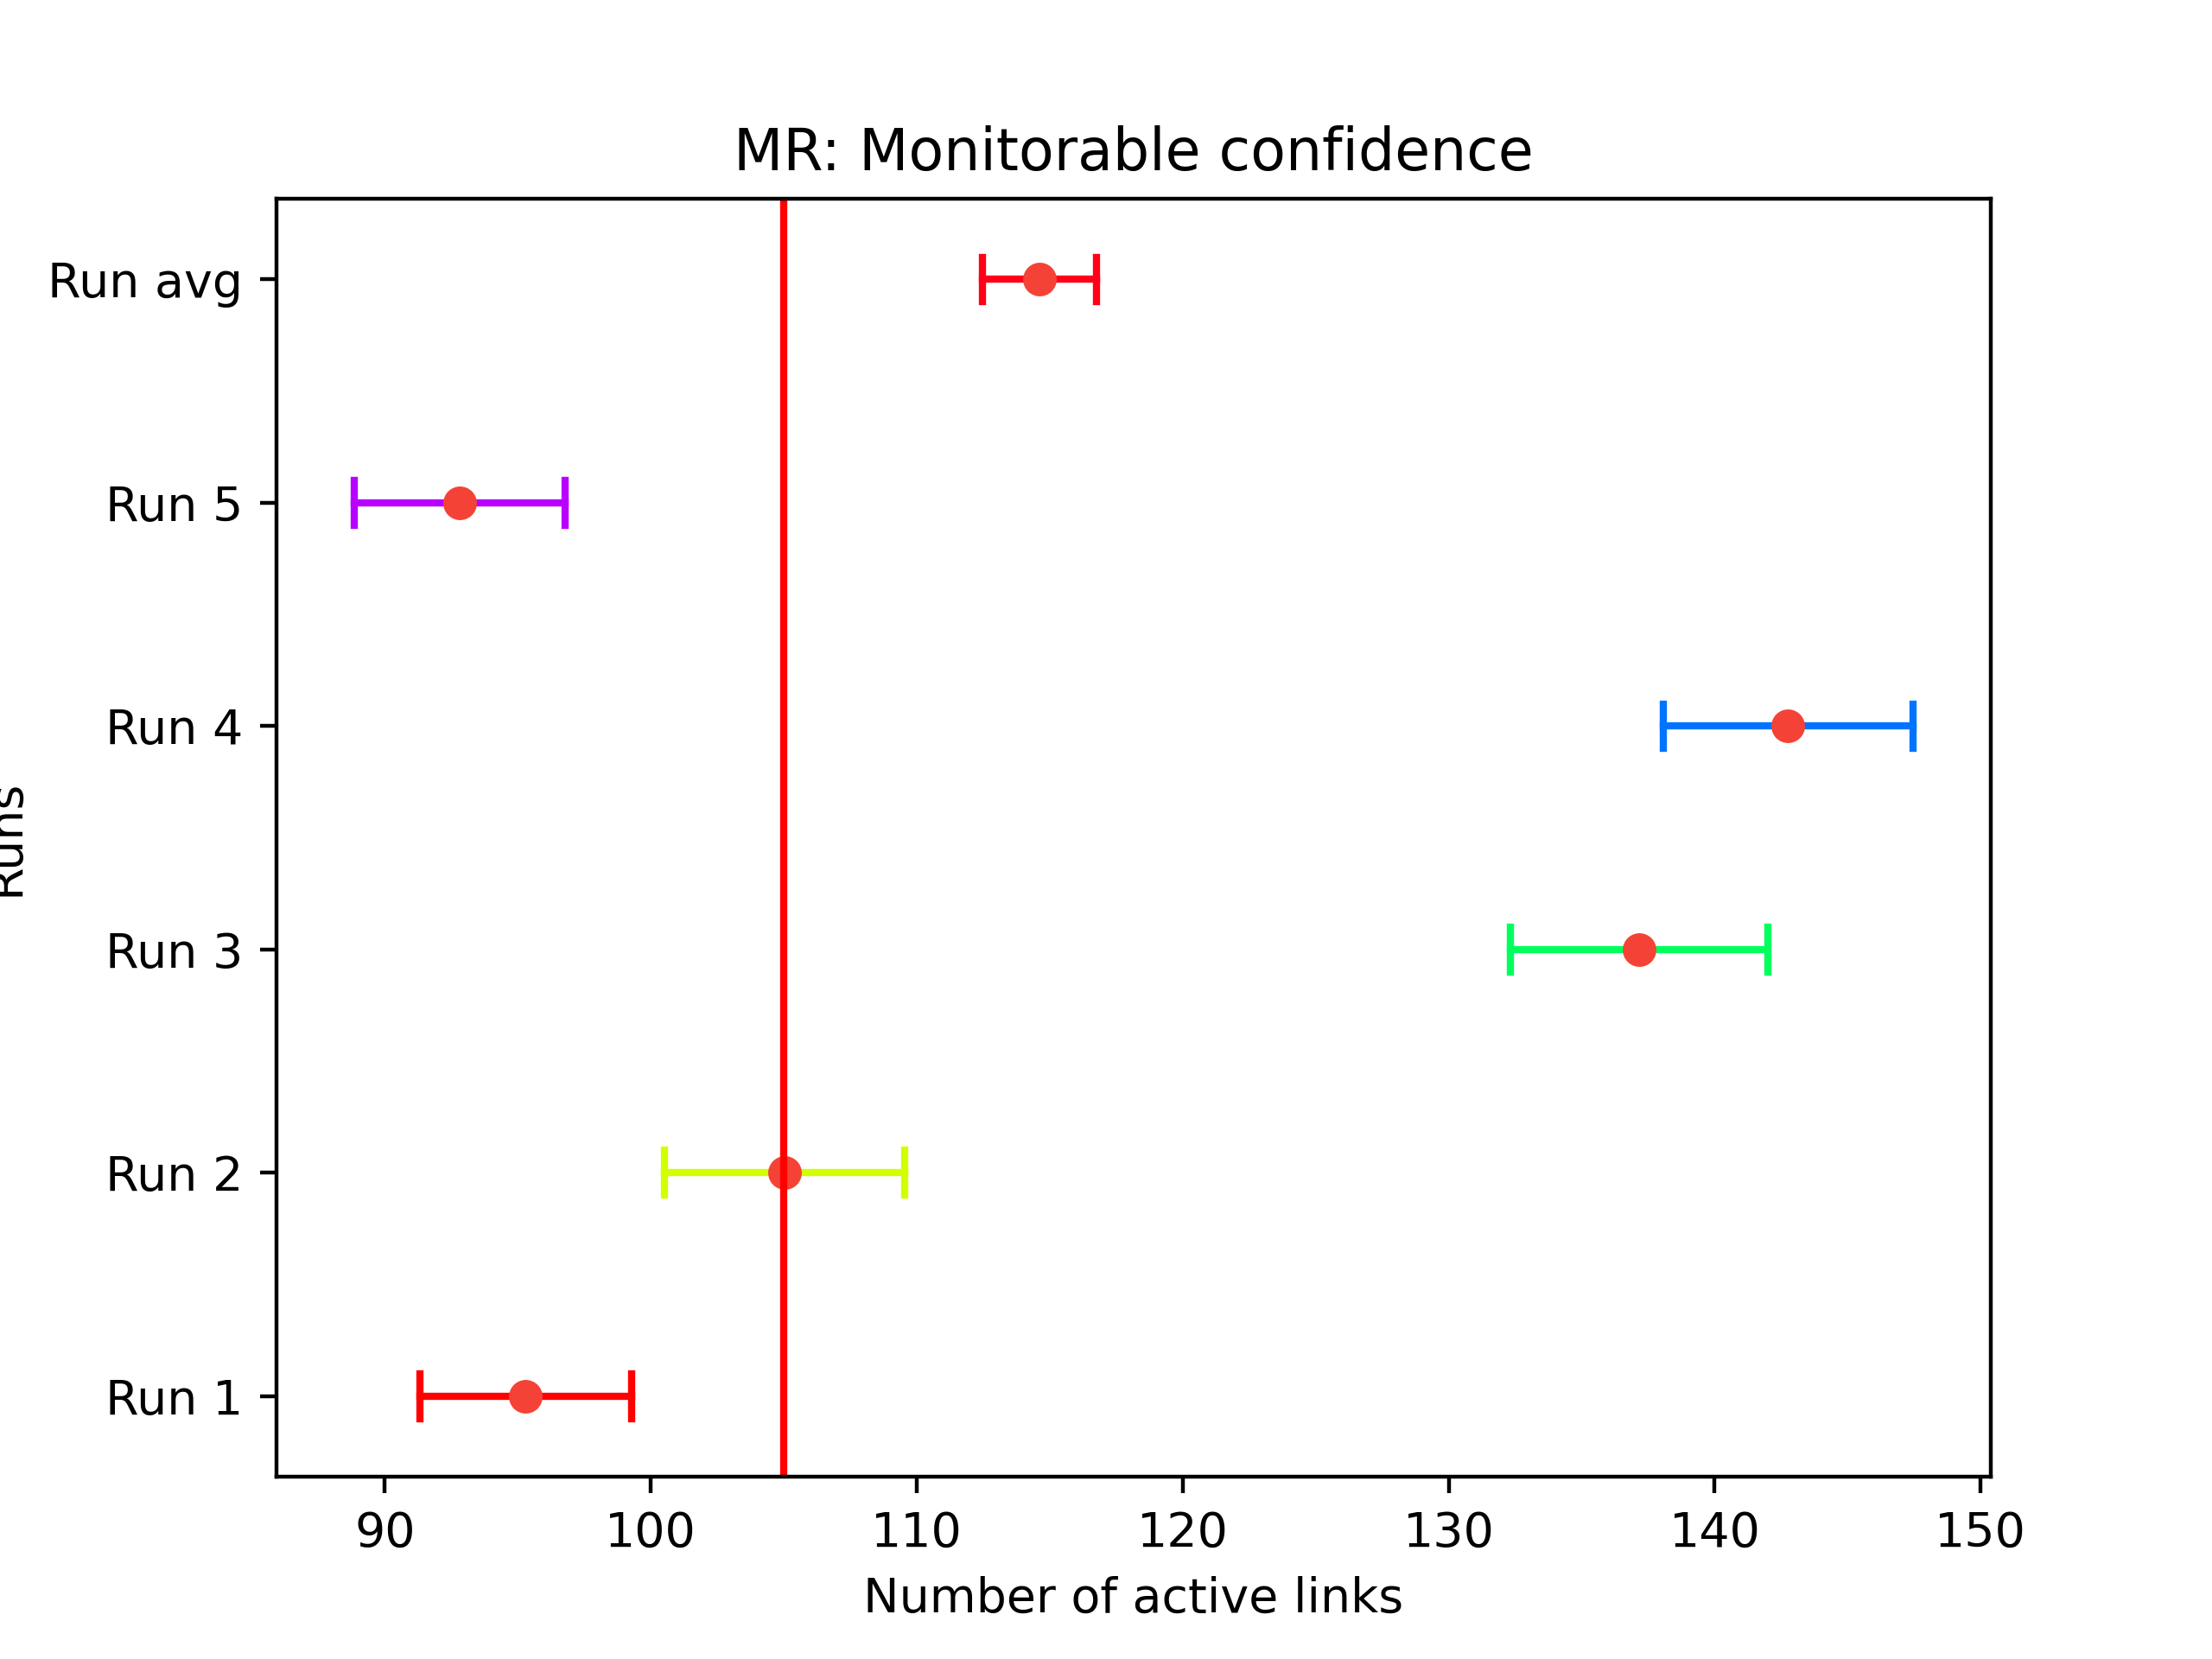 MR: Monitorable confidence
Run avg
Run 5
Run 4
Runs
Run 3
Run 2
Run 1
90 100 110 120 130 140 150
Number of active links